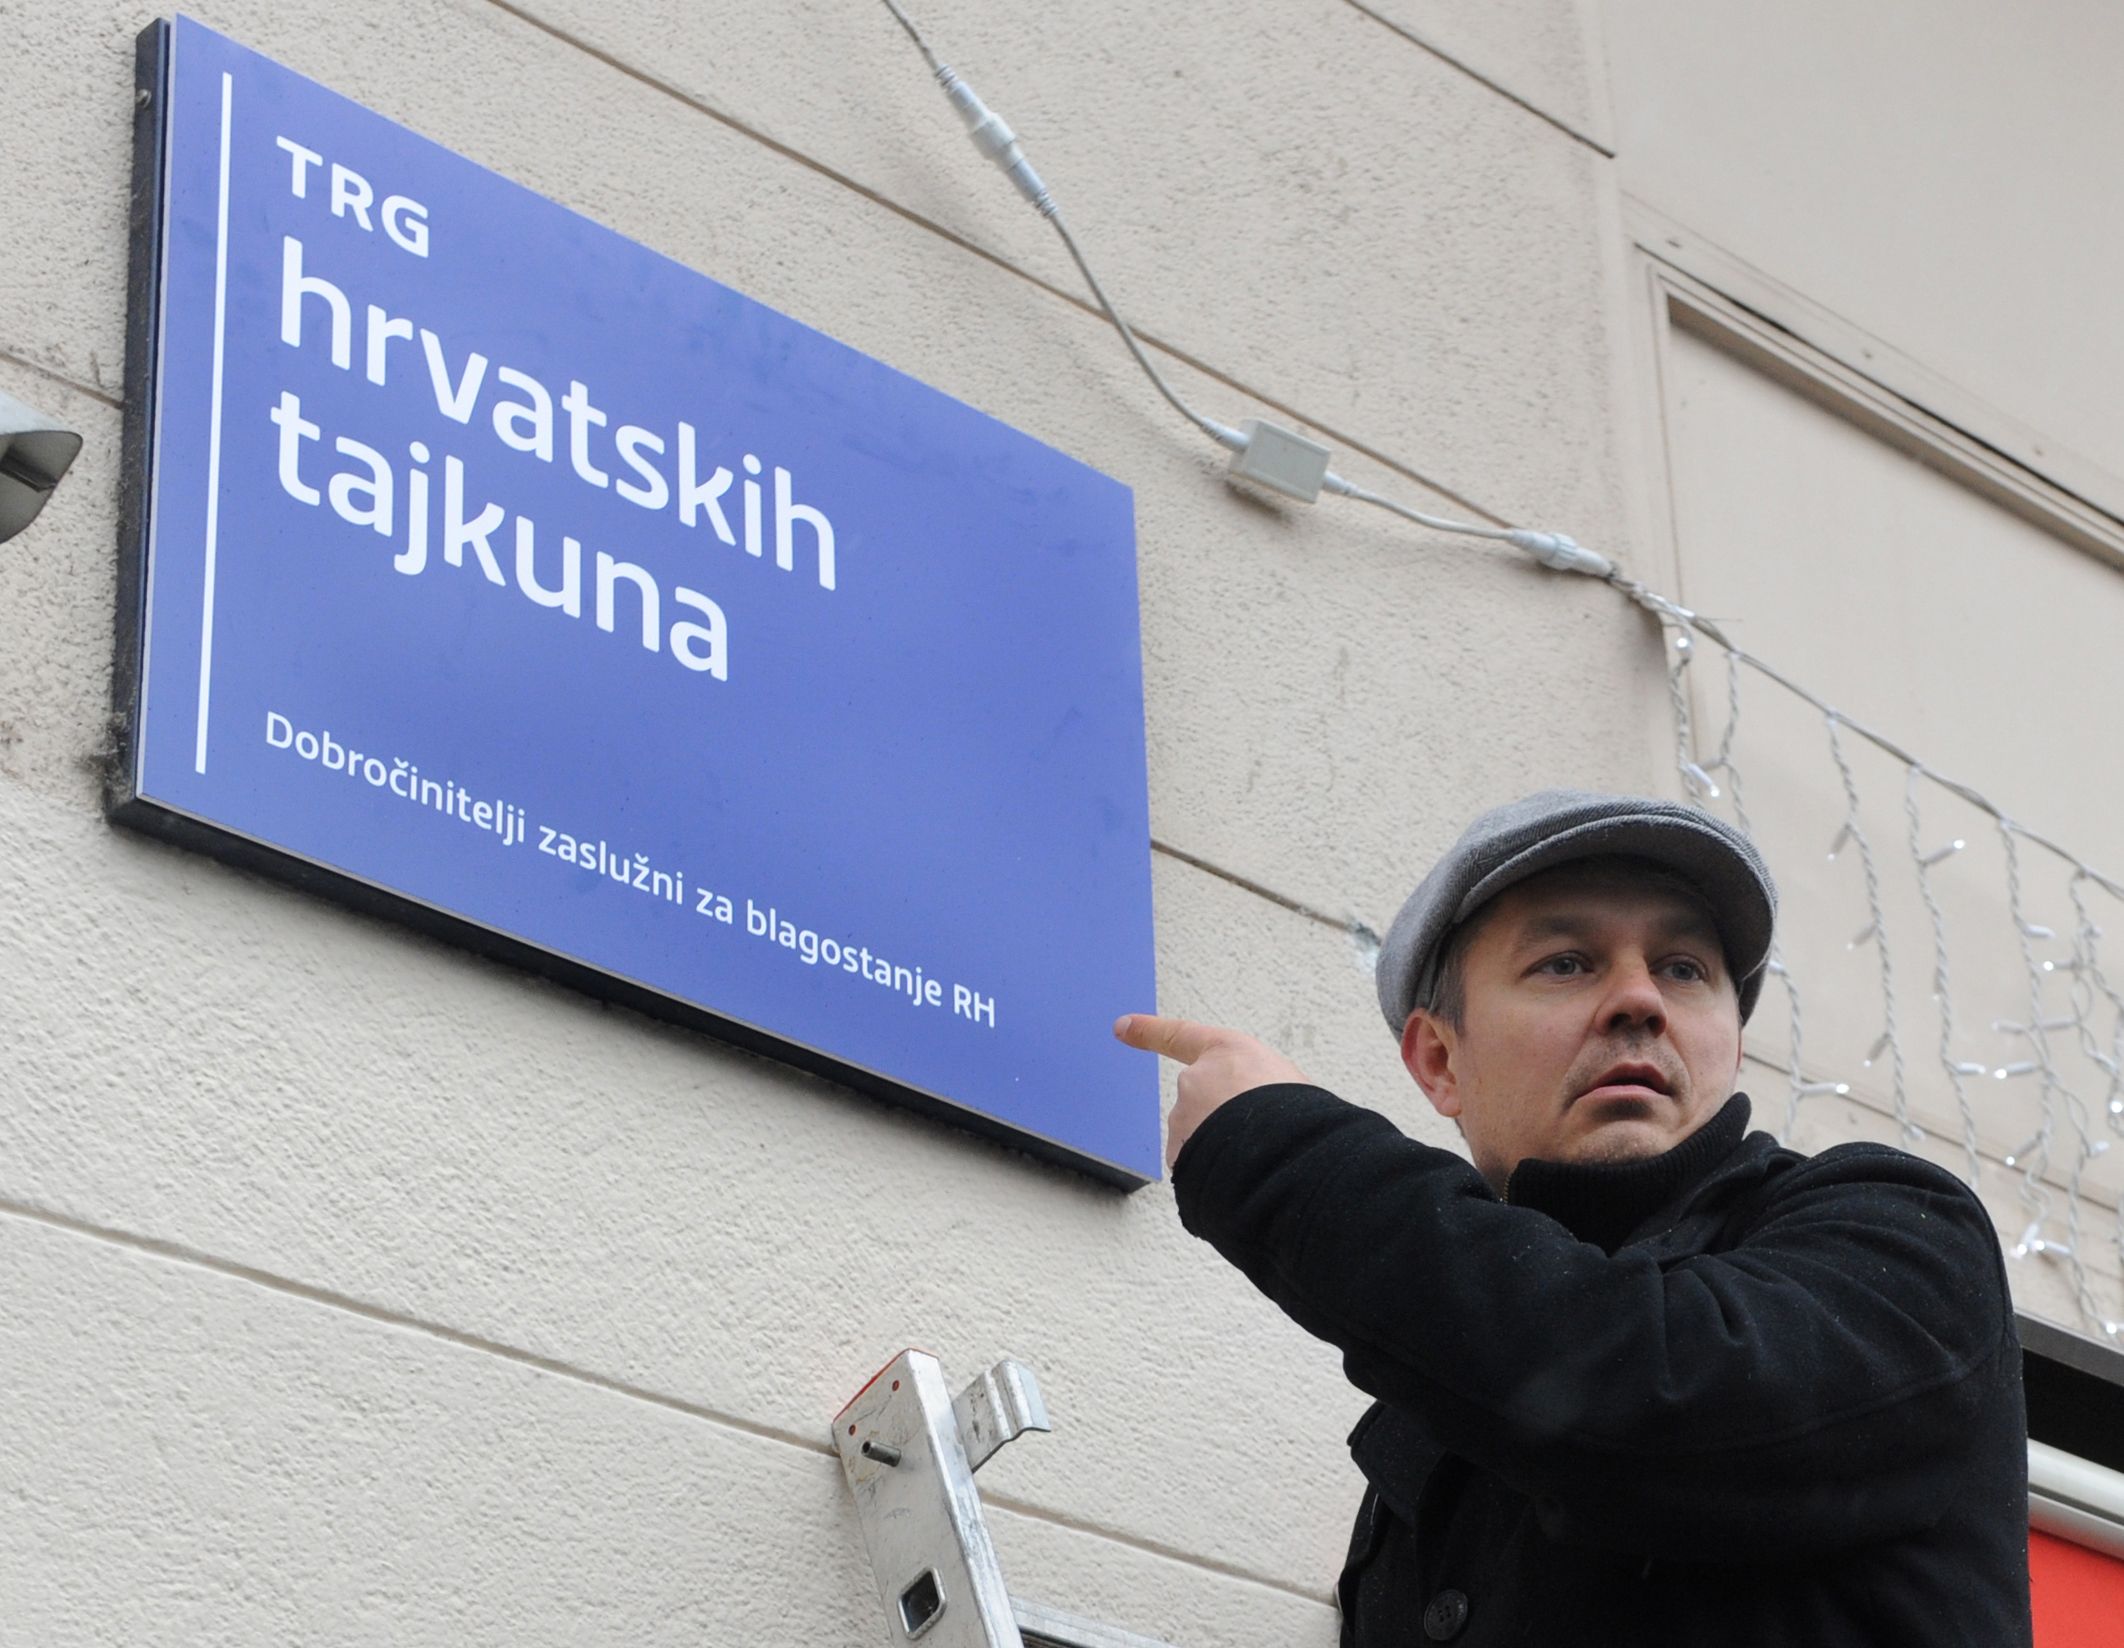 TRG
hrvatskih
tajkuna
Dobročinitelji zaslužni za blagostanje RH